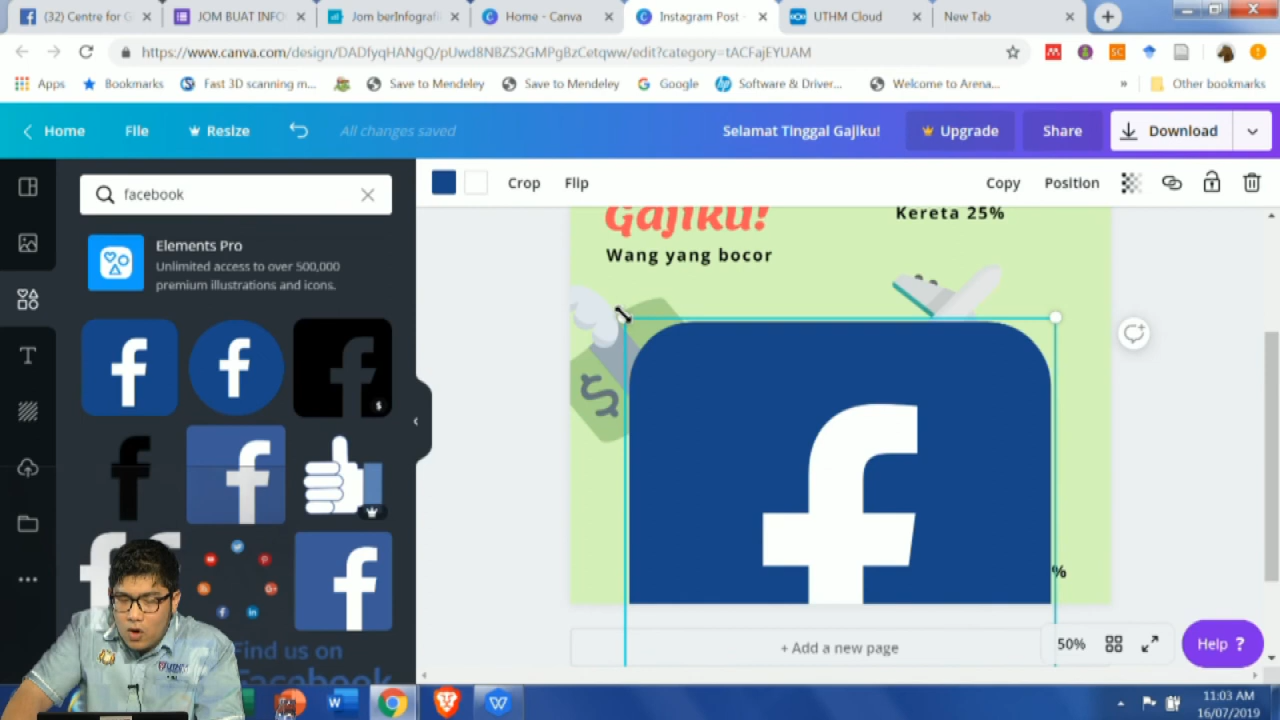 (32) Centre for G
JOM BUAT INFO
Jom berInfografi
Home - Canva
Instagram Post -
UTHM Cloud
New Tab
https://www.canva.com/design/DADfyqHANgQ/pUwd8NBZS2GMPgBzCetqww/edit?category=tACFajEYUAM
SC
Apps
Bookmarks
Fast 3D scanning m...
Save to Mendeley
Save to Mendeley
Google
Software & Driver...
Welcome to Arena...
»
Other bookmarks
Home
File
Resize
All changes saved
Selamat Tinggal Gajiku!
Upgrade
Share
Download
facebook
Crop
Flip
Copy
Position
Elements Pro
Unlimited access to over 500,000
premium illustrations and icons.
Gajiku!
Wang yang bocor
Kereta 25%
%
Find us on
Facebook
+ Add a new page
50%
Help ?
11:03 AM
16/07/2019